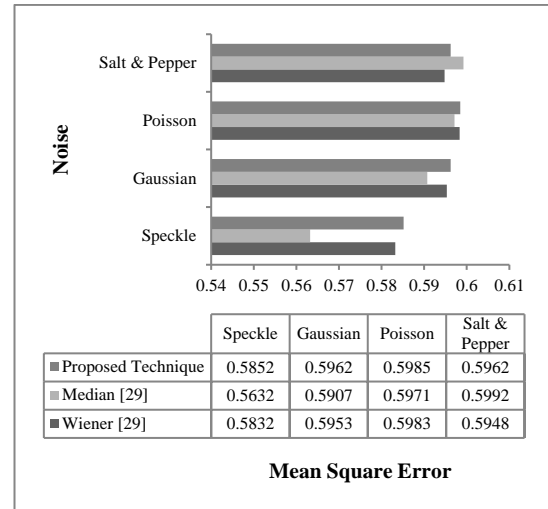 Noise
Salt & Pepper
Poisson
Gaussian
Speckle
0.54 0.55 0.56 0.57 0.58 0.59 0.6 0.61
Speckle Gaussian Poisson Salt & Pepper
Proposed Technique 0.5852 0.5962 0.5985 0.5962
Median [29] 0.5632 0.5907 0.5971 0.5992
Wiener [29] 0.5832 0.5953 0.5983 0.5948
Mean Square Error